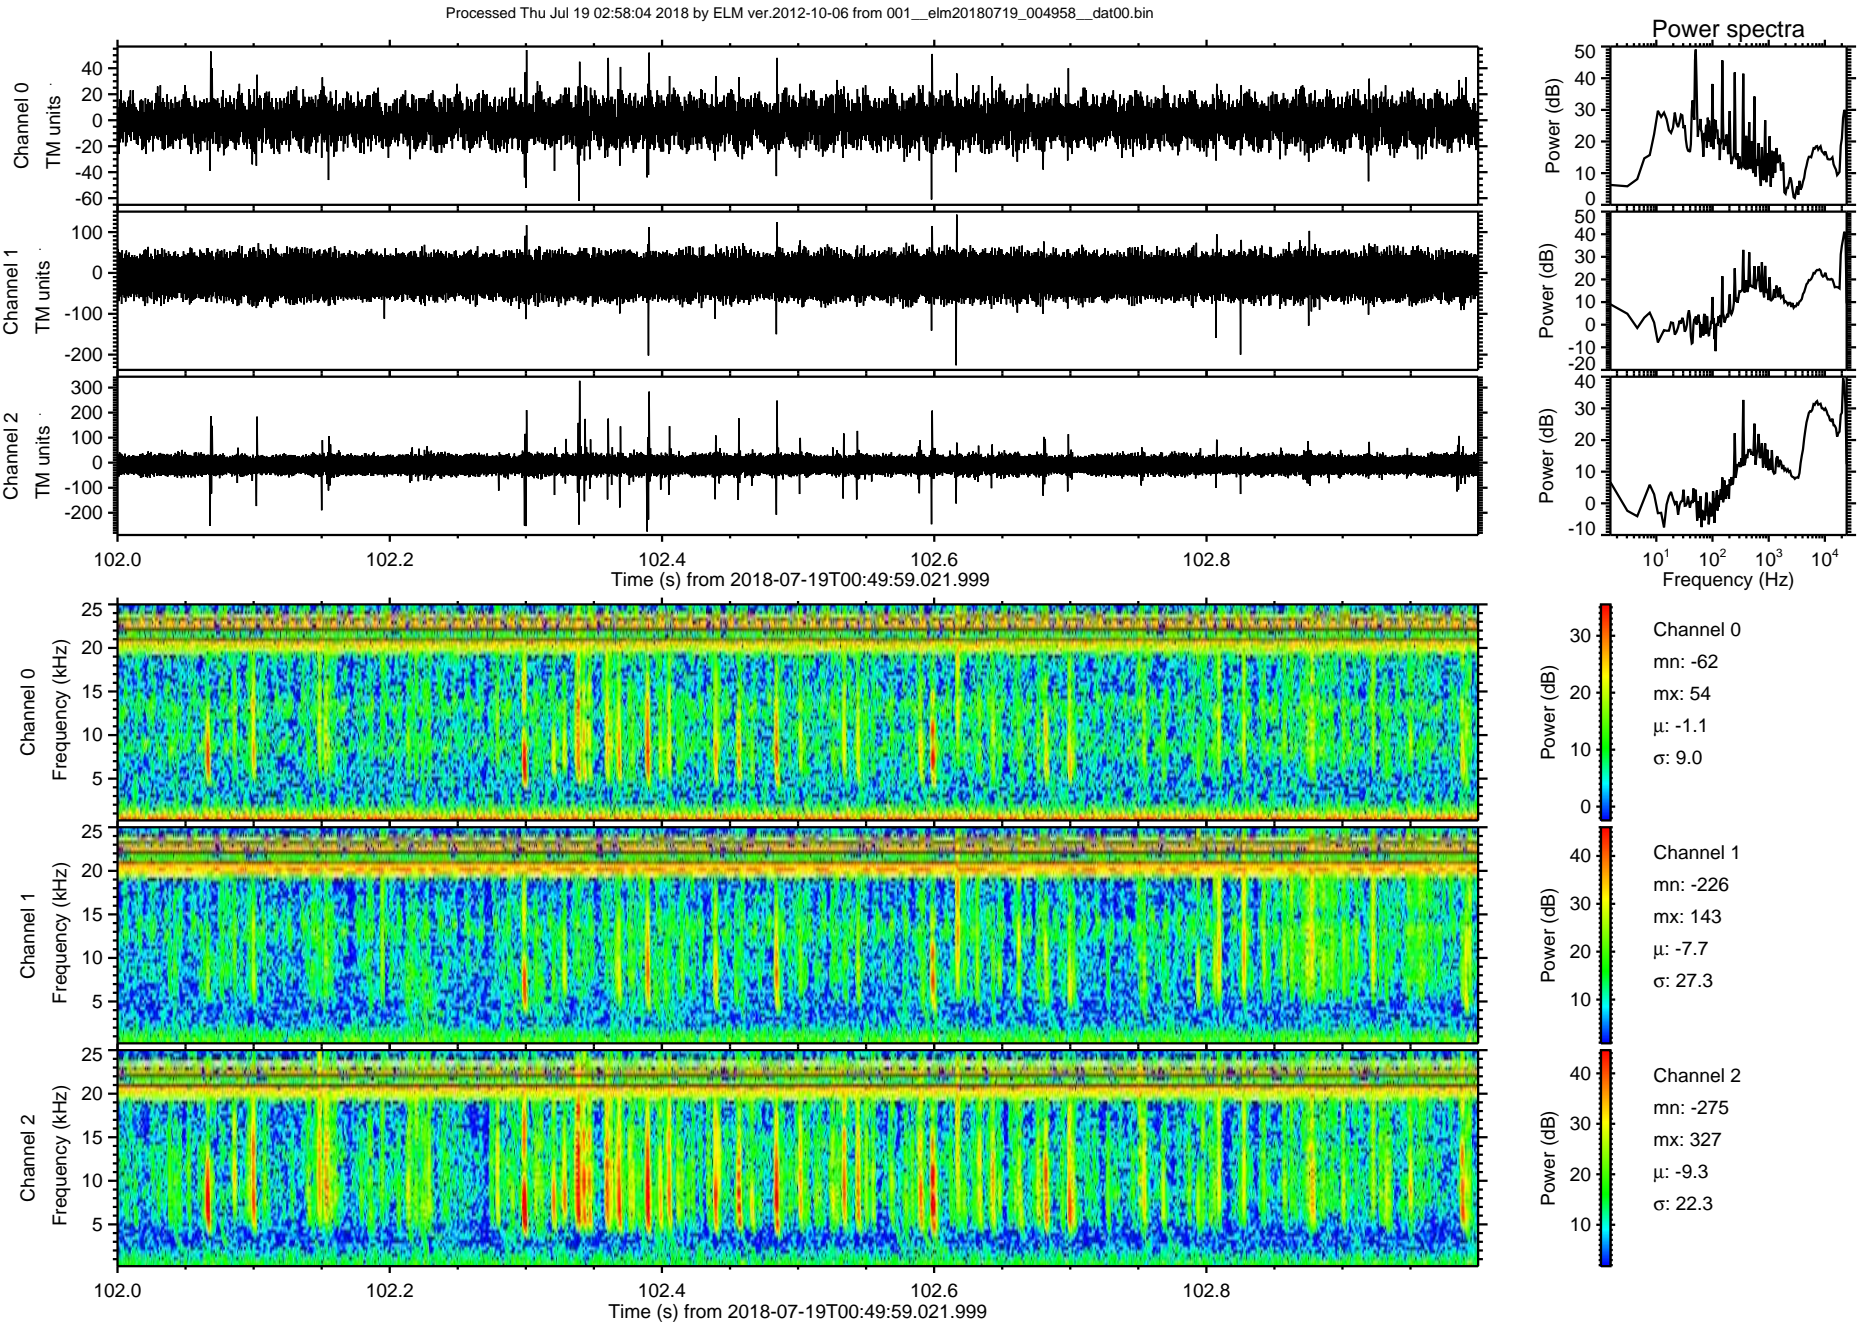 Processed Thu Jul 19 02:58:04 2018 by ELM ver.2012-10-06 from 001__elm20180719_004958__dat00.bin
Power spectra
Channel 0
TM units
40
20
0
-20
-40
-60
Power (dB)
50
40
30
20
10
0
Channel 1
TM units
100
0
-100
-200
Power (dB)
50
40
30
20
10
0
-10
-20
Channel 2
TM units
300
200
100
0
-100
-200
Power (dB)
40
30
20
10
0
-10
102.0 102.2 102.4 102.6 102.8
Time (s) from 2018-07-19T00:49:59.021.999
10^1 10^2 10^3 10^4
Frequency (Hz)
Channel 0
Frequency (kHz)
25
20
15
10
5
Power (dB)
30
20
10
0
Channel 0
mn: -62
mx: 54
μ: -1.1
σ: 9.0
Channel 1
Frequency (kHz)
25
20
15
10
5
Power (dB)
40
30
20
10
Channel 1
mn: -226
mx: 143
μ: -7.7
σ: 27.3
Channel 2
Frequency (kHz)
25
20
15
10
5
Power (dB)
40
30
20
10
Channel 2
mn: -275
mx: 327
μ: -9.3
σ: 22.3
102.0 102.2 102.4 102.6 102.8
Time (s) from 2018-07-19T00:49:59.021.999